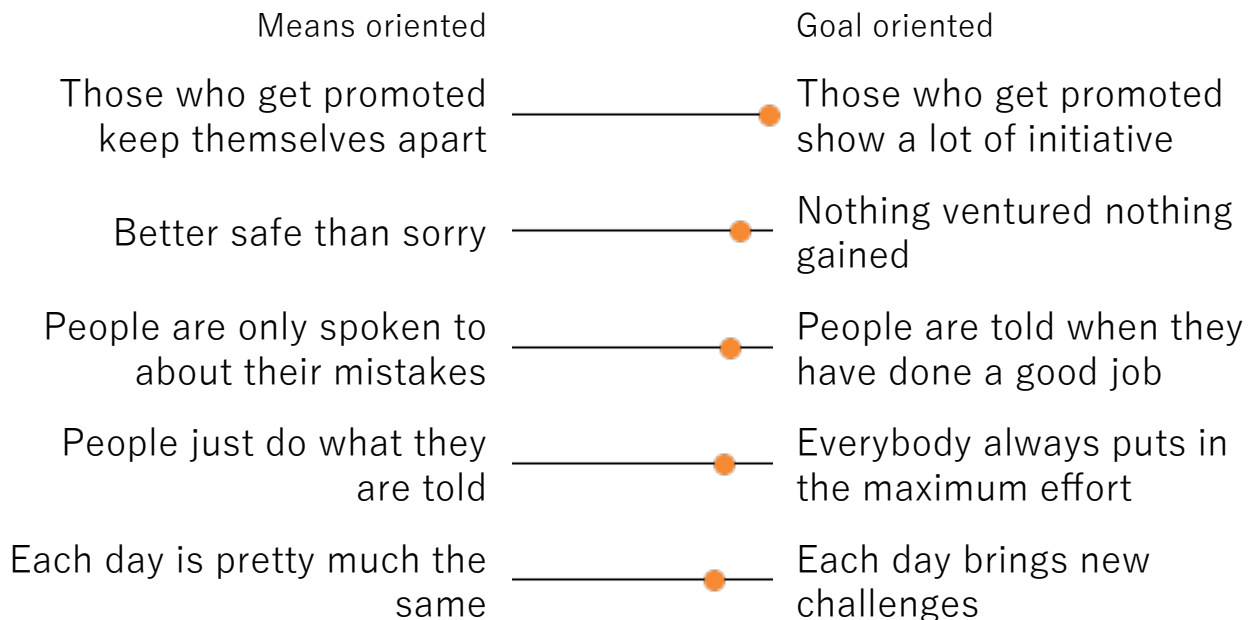 Means oriented
Goal oriented
Those who get promoted
keep themselves apart
Those who get promoted
show a lot of initiative
Better safe than sorry
Nothing ventured nothing
gained
People are only spoken to
about their mistakes
People are told when they
have done a good job
People just do what they
are told
Everybody always puts in
the maximum effort
Each day is pretty much the
same
Each day brings new
challenges